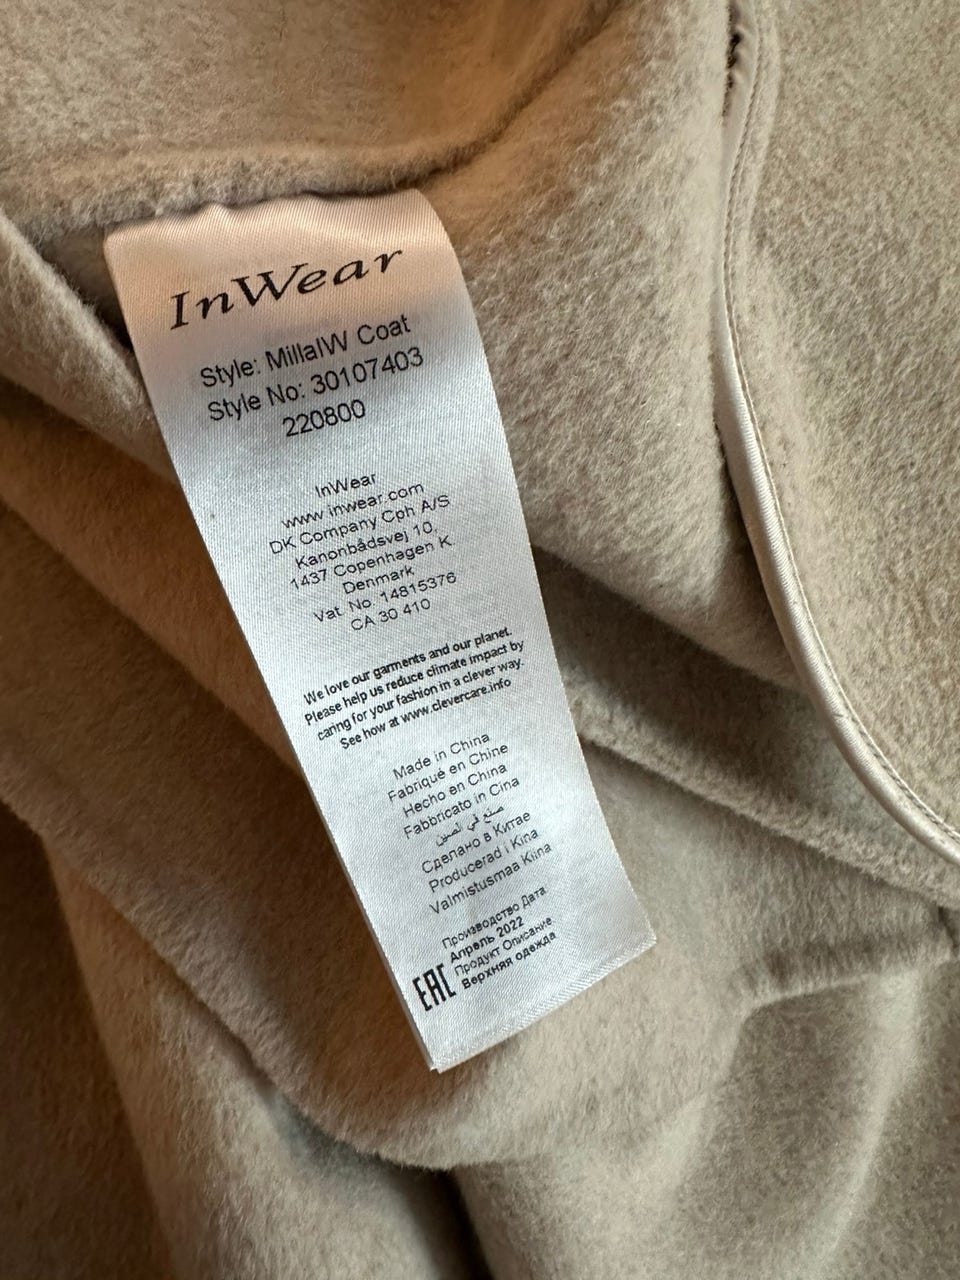 InWear
Style: MillaIW Coat
Style No: 30107403
220800
InWear
www.inwear.com
DK Company Cph A/S
Kanonbådsvej 10,
1437 Copenhagen K
Denmark
Vat. No. 14815376
CA 30 410
We love our garments and our planet.
Please help us reduce climate impact by
caring for your fashion in a clever way.
See how at www.clevercare.info
Made in China
Fabriqué en Chine
Hecho en China
Fabbricato in Cina
صنع في الصين
Сделано в Китае
Producerad i Kina
Valmistusmaa Kiina
Производство Дата
Апрель 2022
Продукт Описание
Верхняя одежда
EAC